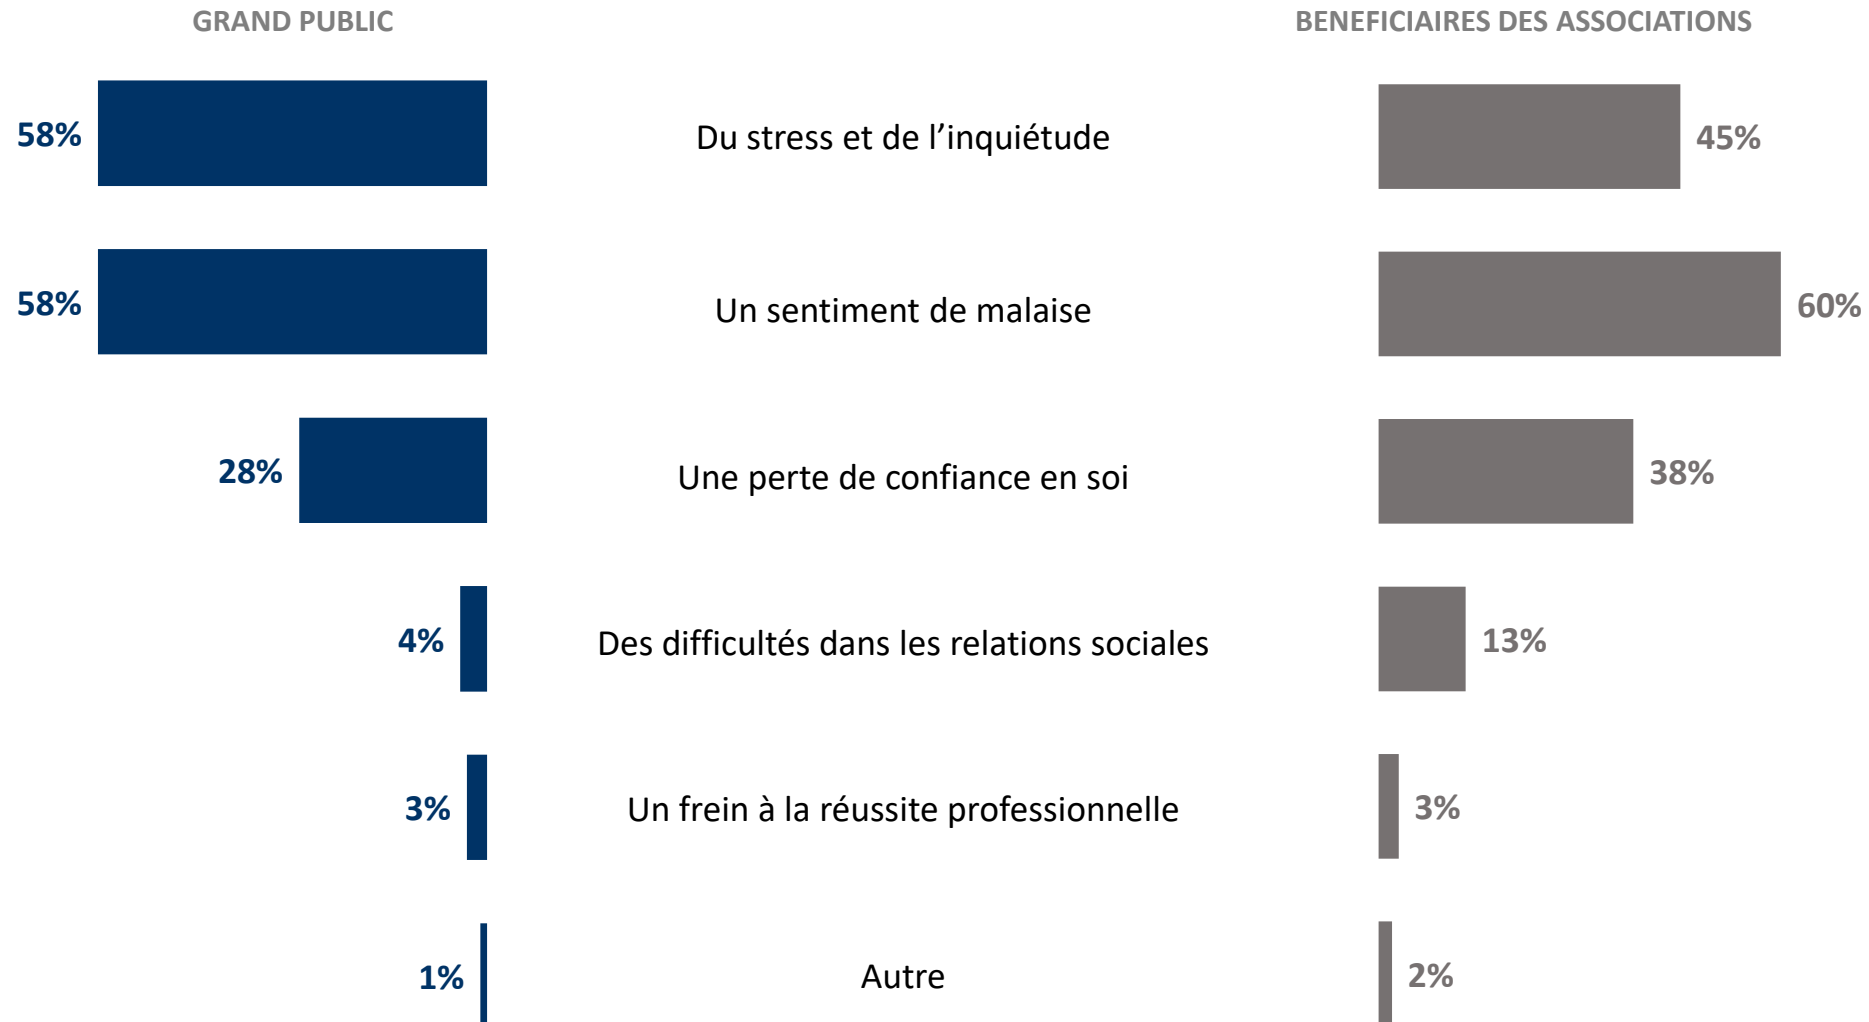 GRAND PUBLIC
BENEFICIAIRES DES ASSOCIATIONS
58%
Du stress et de l’inquiétude
45%
58%
Un sentiment de malaise
60%
28%
Une perte de confiance en soi
38%
4%
Des difficultés dans les relations sociales
13%
3%
Un frein à la réussite professionnelle
3%
1%
Autre
2%